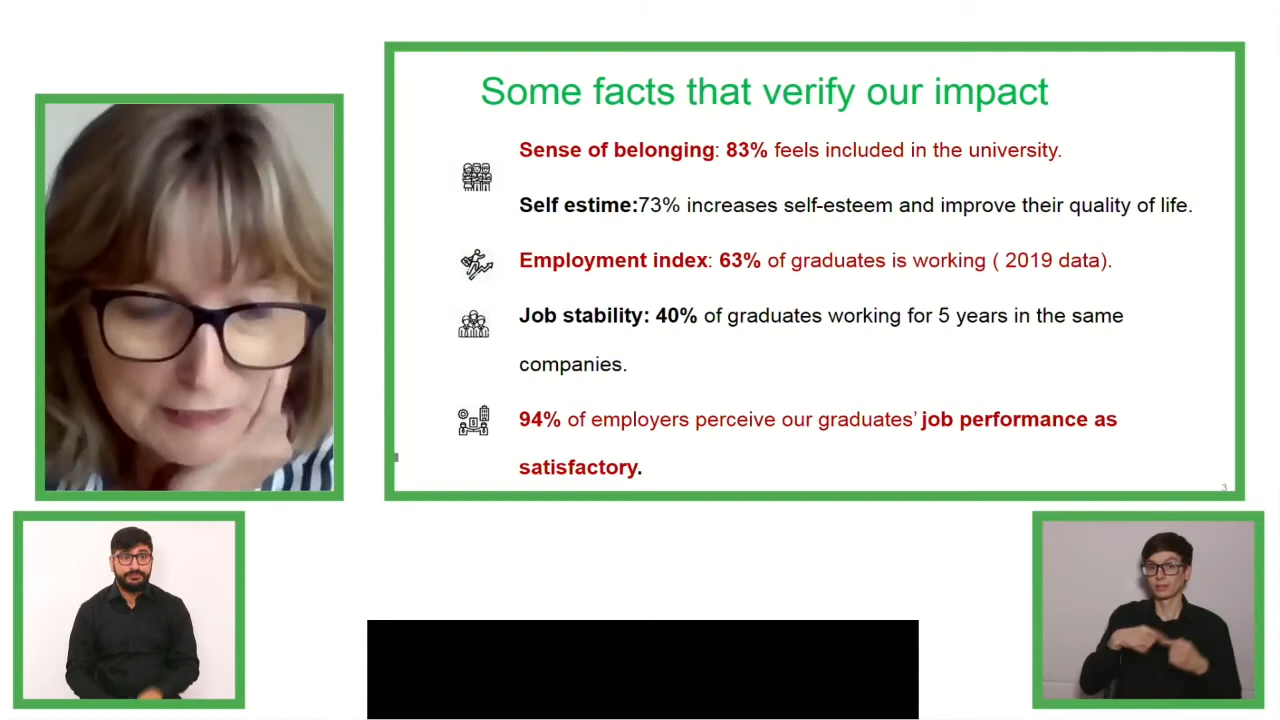 Some facts that verify our impact
Sense of belonging: 83% feels included in the university.
Self estime:73% increases self-esteem and improve their quality of life.
Employment index: 63% of graduates is working ( 2019 data).
Job stability: 40% of graduates working for 5 years in the same
companies.
94% of employers perceive our graduates’ job performance as
satisfactory.
3